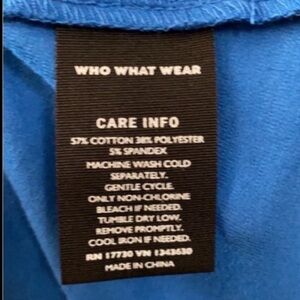 WHO WHAT WEAR
CARE INFO
57% COTTON 38% POLYESTER
5% SPANDEX
MACHINE WASH COLD
SEPARATELY.
GENTLE CYCLE.
ONLY NON-CHLORINE
BLEACH IF NEEDED.
TUMBLE DRY LOW.
REMOVE PROMPTLY.
COOL IRON IF NEEDED.
RN 17730 VN 1343630
MADE IN CHINA